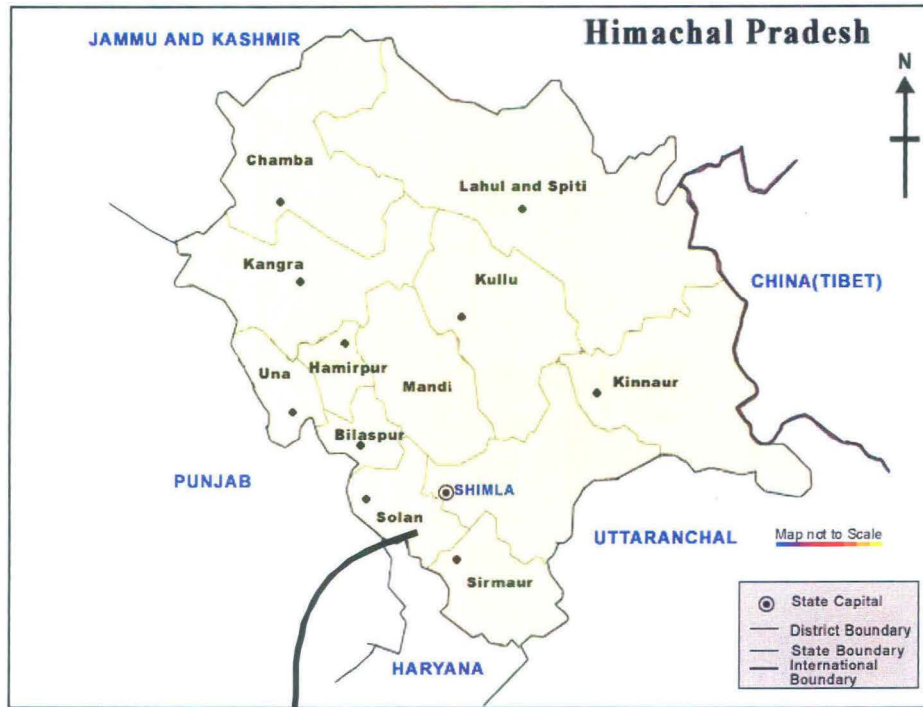 Himachal Pradesh
JAMMU AND KASHMIR
N
Chamba
Lahul and Spiti
Kangra
Kullu
CHINA(TIBET)
Una
Hamirpur
Mandi
Kinnaur
Bilaspur
PUNJAB
SHIMLA
Solan
UTTARANCHAL
Map not to Scale
Sirmaur
HARYANA
State Capital
District Boundary
State Boundary
International
Boundary